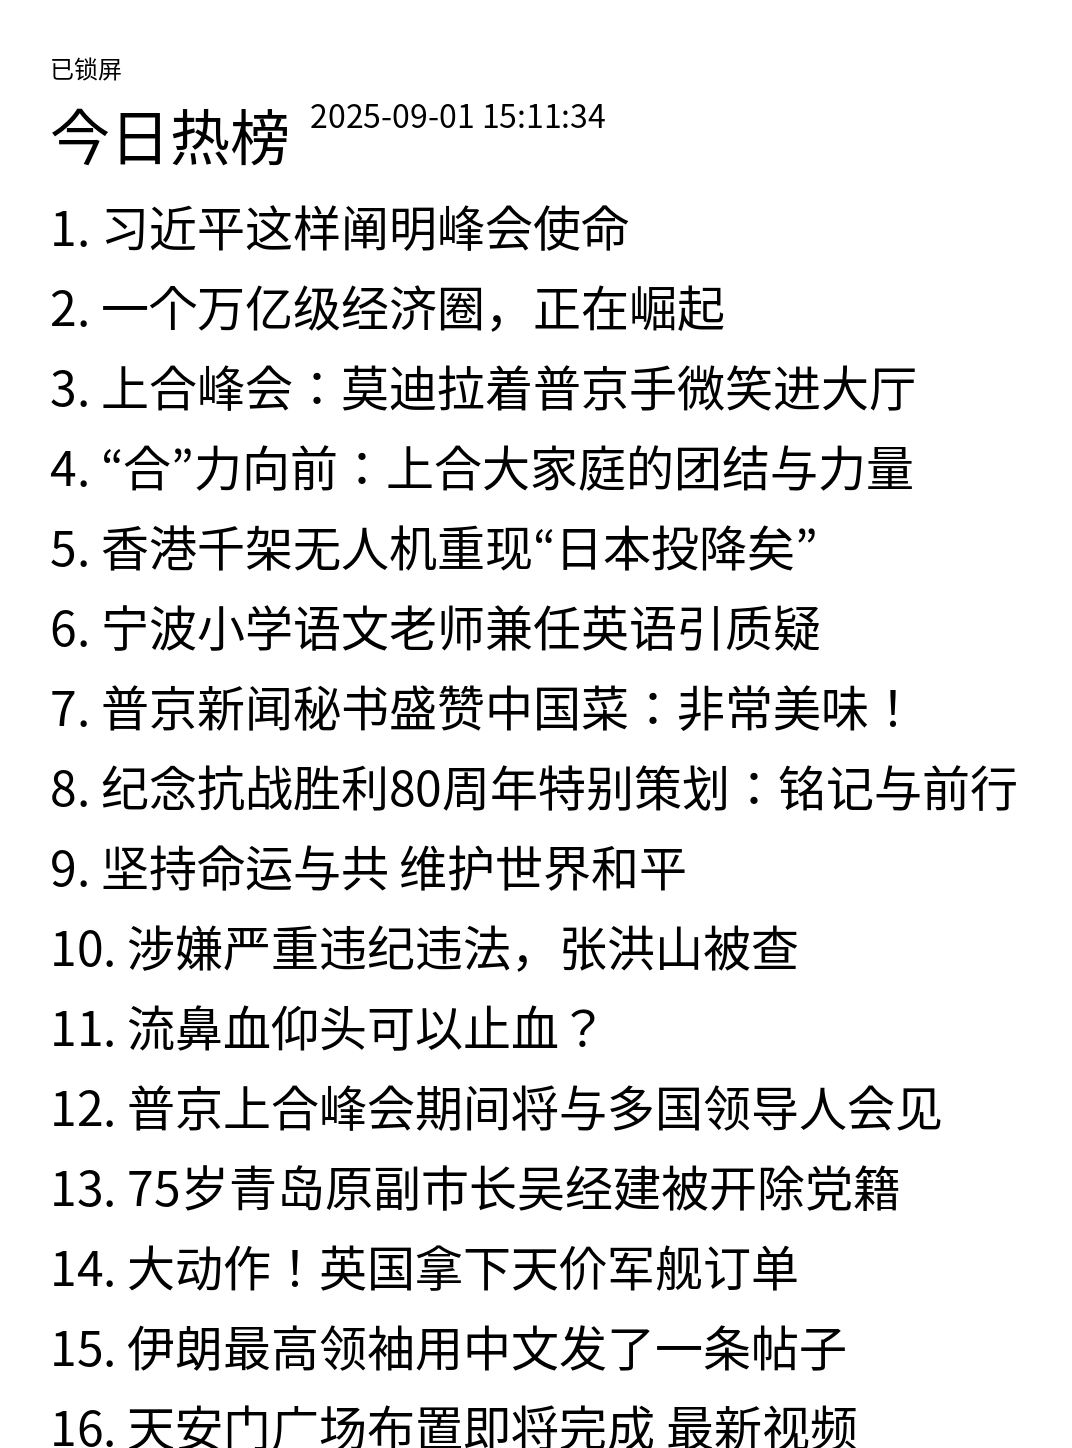 已锁屏
今日热榜 2025-09-01 15:11:34
1. 习近平这样阐明峰会使命
2. 一个万亿级经济圈，正在崛起
3. 上合峰会：莫迪拉着普京手微笑进大厅
4. “合”力向前：上合大家庭的团结与力量
5. 香港千架无人机重现“日本投降矣”
6. 宁波小学语文老师兼任英语引质疑
7. 普京新闻秘书盛赞中国菜：非常美味！
8. 纪念抗战胜利80周年特别策划：铭记与前行
9. 坚持命运与共 维护世界和平
10. 涉嫌严重违纪违法，张洪山被查
11. 流鼻血仰头可以止血？
12. 普京上合峰会期间将与多国领导人会见
13. 75岁青岛原副市长吴经建被开除党籍
14. 大动作！英国拿下天价军舰订单
15. 伊朗最高领袖用中文发了一条帖子
16. 天安门广场布置即将完成 最新视频